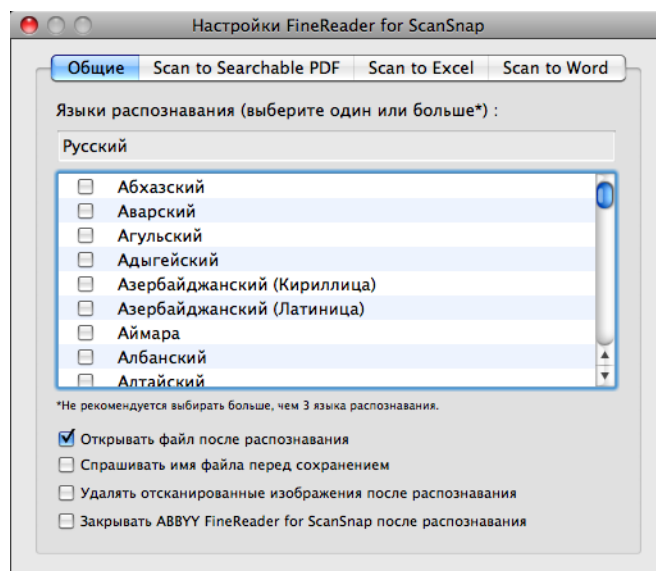 Настройки FineReader for ScanSnap
Общие Scan to Searchable PDF Scan to Excel Scan to Word
Языки распознавания (выберите один или больше*) :
Русский
Абхазский
Аварский
Агульский
Адыгейский
Азербайджанский (Кириллица)
Азербайджанский (Латиница)
Аймара
Албанский
Алтайский
*Не рекомендуется выбирать больше, чем 3 языка распознавания.
Открывать файл после распознавания
Спрашивать имя файла перед сохранением
Удалять отсканированные изображения после распознавания
Закрывать ABBYY FineReader for ScanSnap после распознавания